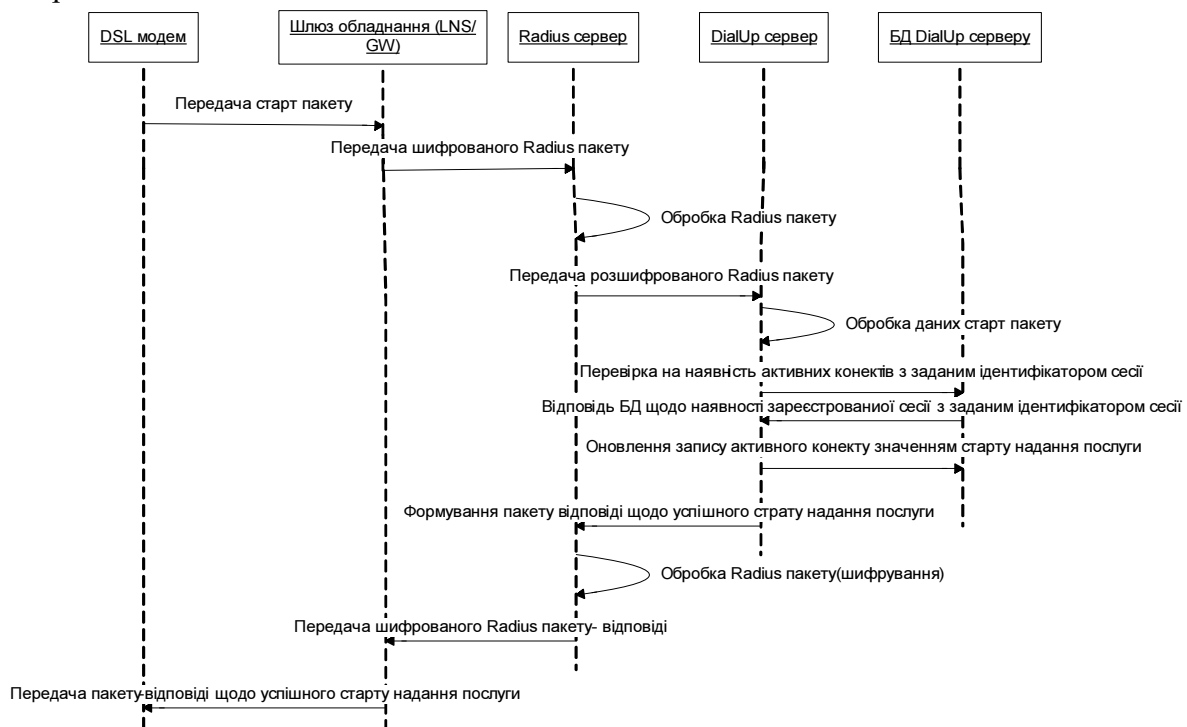 DSL модем
Шлюз обладнання (LNS/
GW)
Radius сервер
DialUp сервер
БД DialUp серверу
Передача старт пакету
Передача шифрованого Radius пакету
Обробка Radius пакету
Передача розшифрованого Radius пакету
Обробка даних старт пакету
Перевірка на наявність активних конектів з заданим ідентифікатором сесії
Відповідь БД щодо наявності зареєстрованиої сесії з заданим ідентифікатором сесії
Оновлення запису активного конекту значенням старту надання послуги
Формування пакету відповіді щодо успішного страту надання послуги
Обробка Radius пакету(шифрування)
Передача шифрованого Radius пакету- відповіді
Передача пакету-відповіді щодо успішного старту надання послуги